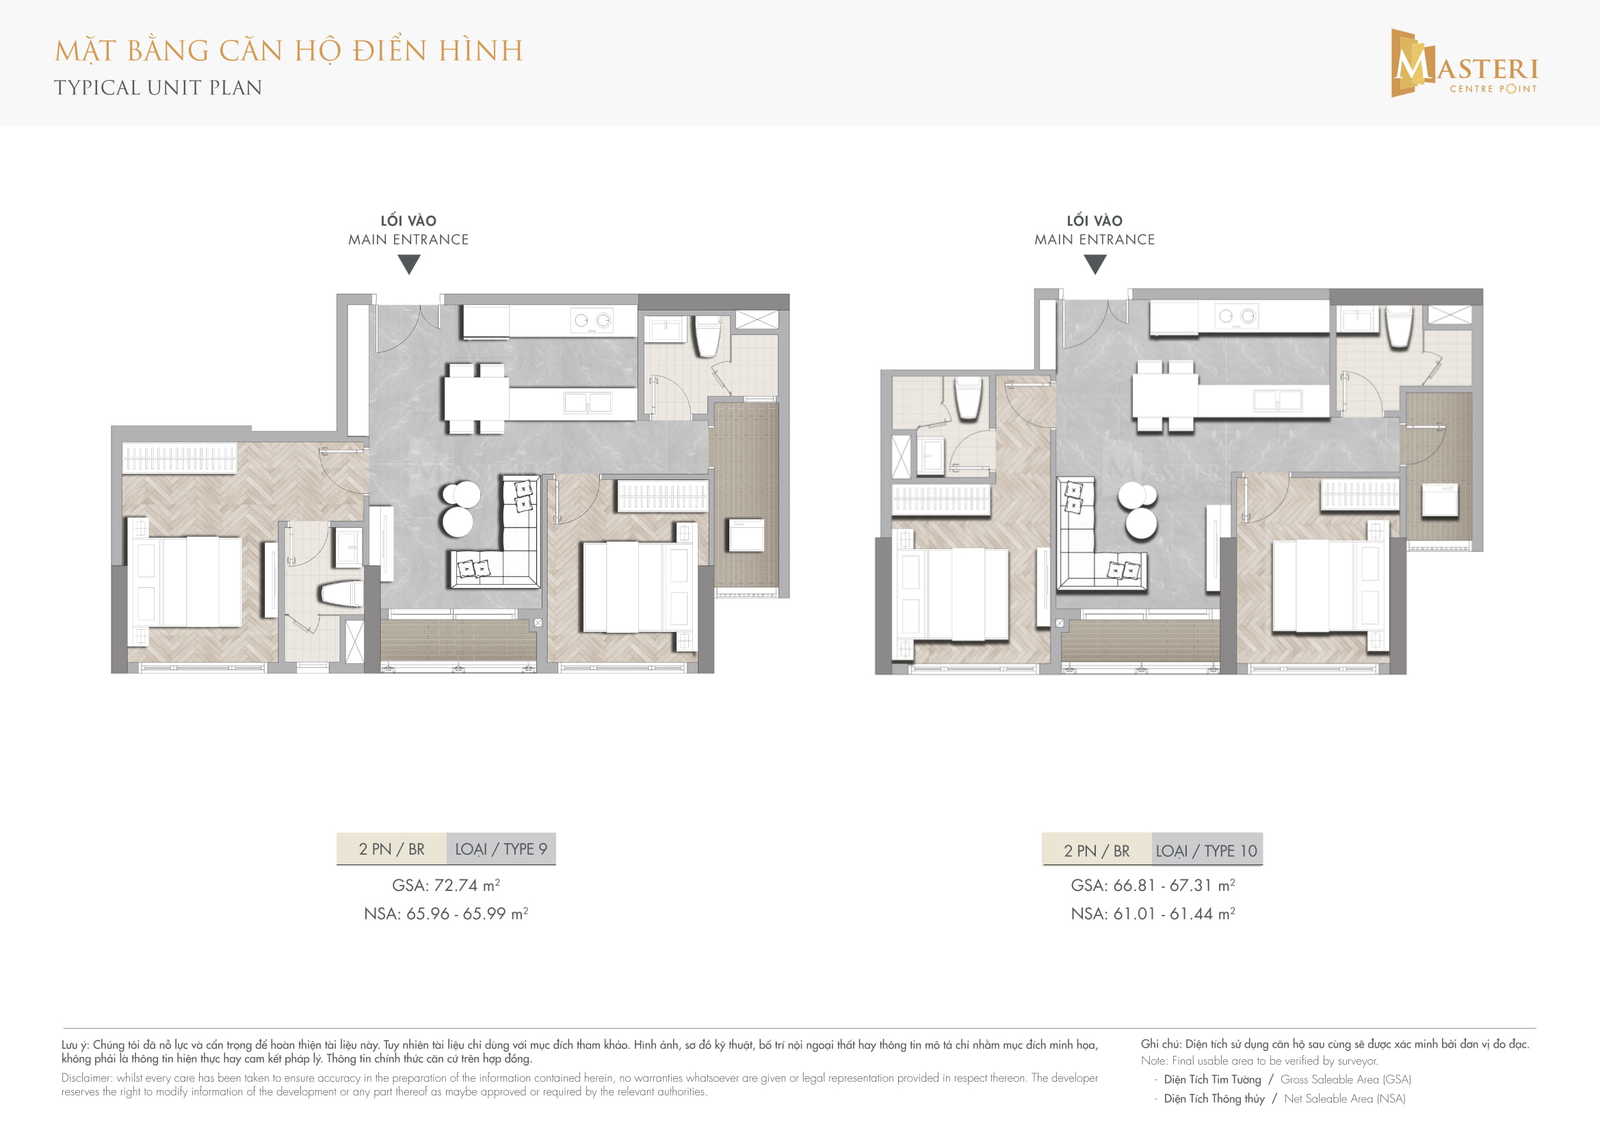 MẶT BẰNG CĂN HỘ ĐIỂN HÌNH
TYPICAL UNIT PLAN
MASTERI
CENTRE POINT
LỐI VÀO
MAIN ENTRANCE
LỐI VÀO
MAIN ENTRANCE
MASTERI
2 PN / BR LOẠI / TYPE 9
GSA: 72.74 m²
NSA: 65.96 - 65.99 m²
2 PN / BR LOẠI / TYPE 10
GSA: 66.81 - 67.31 m²
NSA: 61.01 - 61.44 m²
Lưu ý: Chúng tôi đã nỗ lực và cẩn trọng để hoàn thiện tài liệu này. Tuy nhiên tài liệu chỉ dùng với mục đích tham khảo. Hình ảnh, sơ đồ kỹ thuật, bố trí nội ngoại thất hay thông tin mô tả chỉ nhằm mục đích minh họa,
không phải là thông tin hiện thực hay cam kết pháp lý. Thông tin chính thức căn cứ trên hợp đồng.
Disclaimer: whilst every care has been taken to ensure accuracy in the preparation of the information contained herein, no warranties whatsoever are given or legal representation provided in respect thereon. The developer
reserves the right to modify information of the development or any part thereof as maybe approved or required by the relevant authorities.
Ghi chú: Diện tích sử dụng căn hộ sau cùng sẽ được xác minh bởi đơn vị đo đạc.
Note: Final usable area to be verified by surveyor.
- Diện Tích Tim Tường / Gross Saleable Area (GSA)
- Diện Tích Thông thủy / Net Saleable Area (NSA)